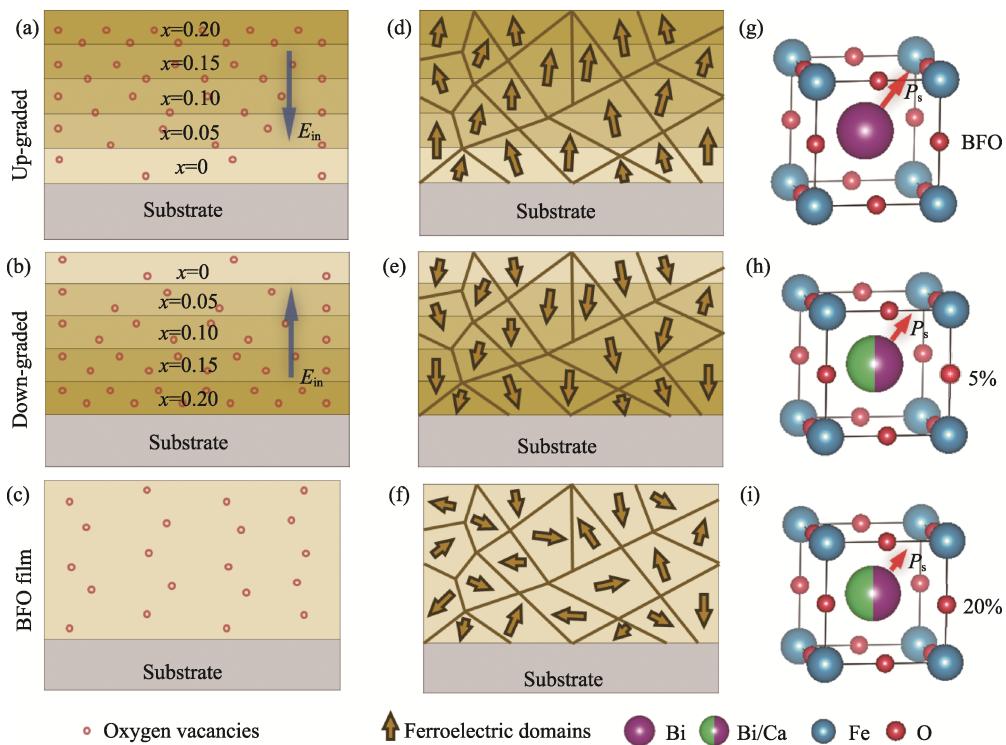 (a)
x=0.20
x=0.15
x=0.10
x=0.05
x=0
E_in
Substrate
Up-graded
(d)
(g)
P_s
BFO
(b)
x=0
x=0.05
x=0.10
x=0.15
x=0.20
E_in
Substrate
Down-graded
(e)
(h)
P_s
5%
(c)
Substrate
BFO film
(f)
Substrate
(i)
P_s
20%
Oxygen vacancies
Ferroelectric domains
Bi
Bi/Ca
Fe
O